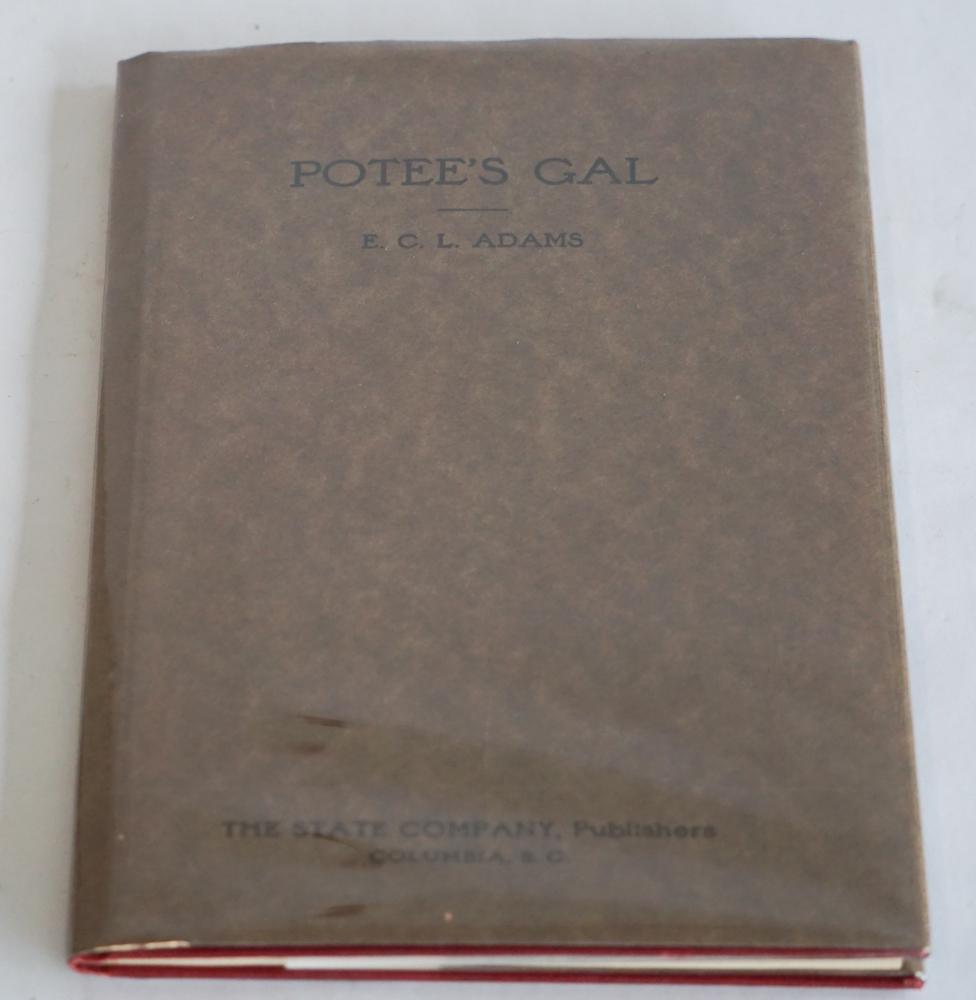 POTEE'S GAL
E. C. L. ADAMS
THE STATE COMPANY, Publishers
COLUMBIA, S. C.